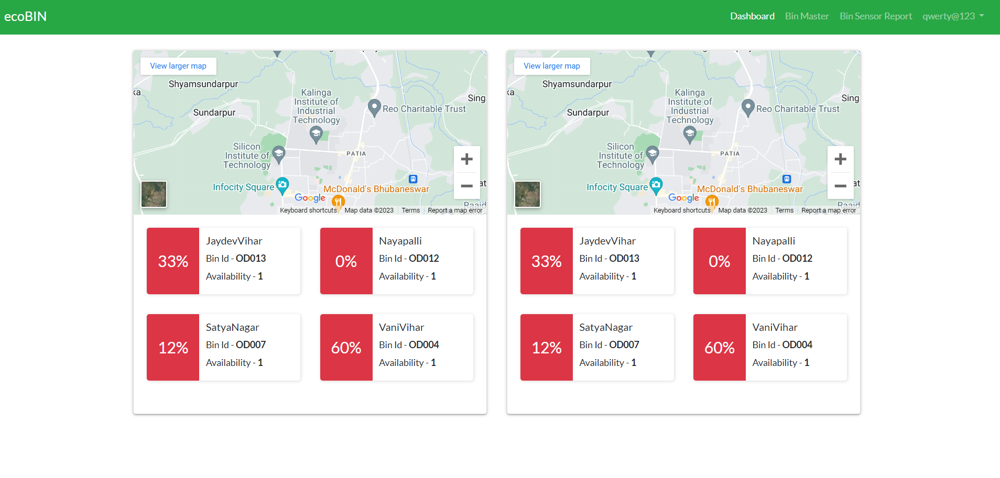 ecoBIN
Dashboard
Bin Master
Bin Sensor Report
qwerty@123
View larger map
Shyamsundarpur
ka
Kalinga
Institute of
Industrial
Technology
Sing
Reo Charitable Trust
Sundarpur
Silicon
Institute of
Technology
PATIA
Infocity Square
McDonald's Bhubaneswar
at
Google
Raaid
Keyboard shortcuts
Map data ©2023
Terms
Report a map error
33%
JaydevVihar
Bin Id - OD013
Availability - 1
0%
Nayapalli
Bin Id - OD012
Availability - 1
12%
SatyaNagar
Bin Id - OD007
Availability - 1
60%
VaniVihar
Bin Id - OD004
Availability - 1
View larger map
Shyamsundarpur
ka
Kalinga
Institute of
Industrial
Technology
Sing
Reo Charitable Trust
Sundarpur
Silicon
Institute of
Technology
PATIA
Infocity Square
McDonald's Bhubaneswar
at
Google
Raaid
Keyboard shortcuts
Map data ©2023
Terms
Report a map error
33%
JaydevVihar
Bin Id - OD013
Availability - 1
0%
Nayapalli
Bin Id - OD012
Availability - 1
12%
SatyaNagar
Bin Id - OD007
Availability - 1
60%
VaniVihar
Bin Id - OD004
Availability - 1